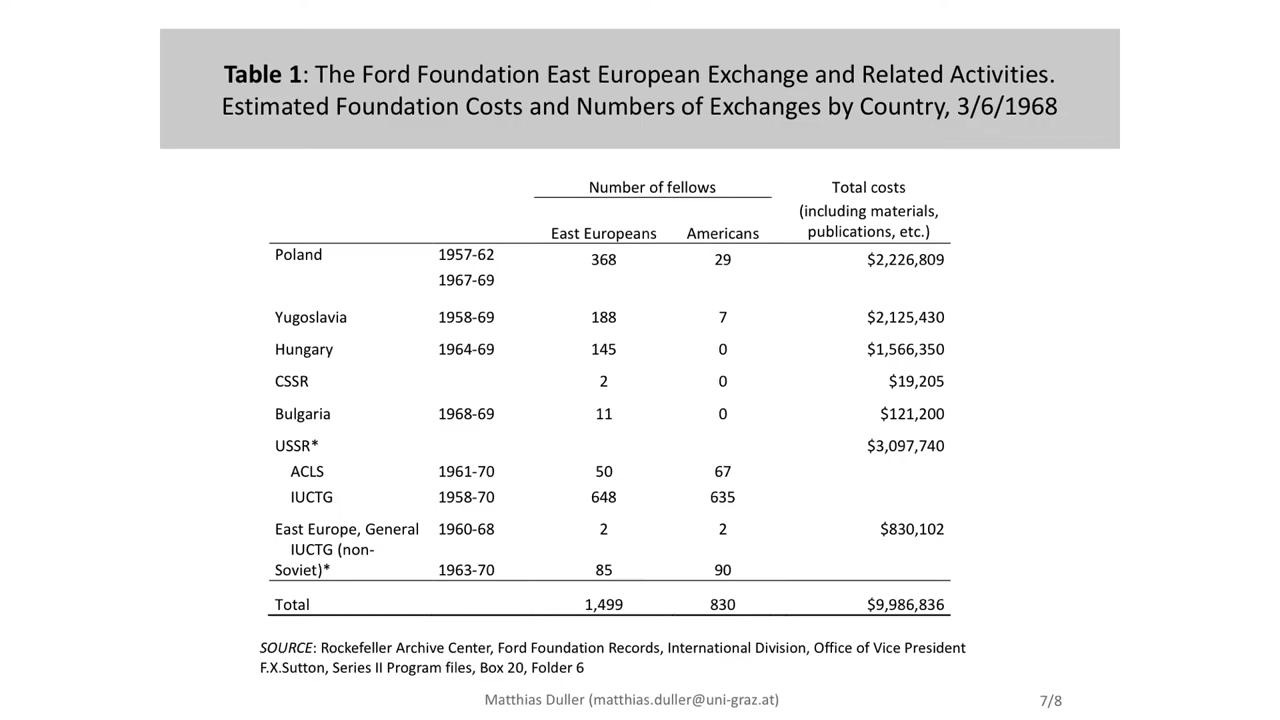 Table 1: The Ford Foundation East European Exchange and Related Activities.
Estimated Foundation Costs and Numbers of Exchanges by Country, 3/6/1968
Number of fellows Total costs
(including materials,
East Europeans Americans publications, etc.)
Poland 1957-62 368 29 $2,226,809
1967-69
Yugoslavia 1958-69 188 7 $2,125,430
Hungary 1964-69 145 0 $1,566,350
CSSR 2 0 $19,205
Bulgaria 1968-69 11 0 $121,200
USSR* $3,097,740
ACLS 1961-70 50 67
IUCTG 1958-70 648 635
East Europe, General 1960-68 2 2 $830,102
IUCTG (non-
Soviet)* 1963-70 85 90
Total 1,499 830 $9,986,836
SOURCE: Rockefeller Archive Center, Ford Foundation Records, International Division, Office of Vice President
F.X.Sutton, Series II Program files, Box 20, Folder 6
Matthias Duller (matthias.duller@uni-graz.at) 7/8